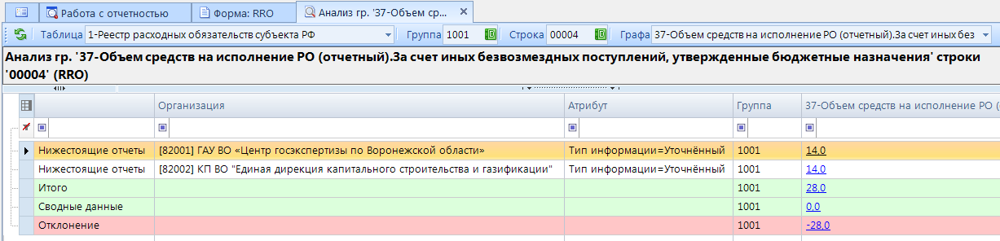 Работа с отчетностью Форма: RRO Анализ гр. '37-Объем ср...
Таблица 1-Реестр расходных обязательств субъекта РФ Группа 1001 Строка 00004 Графа 37-Объем средств на исполнение РО (отчетный).За счет иных без
Анализ гр. '37-Объем средств на исполнение РО (отчетный).За счет иных безвозмездных поступлений, утвержденные бюджетные назначения' строки
'00004' (RRO)
Организация Атрибут Группа 37-Объем средств на исполнение РО (
Нижестоящие отчеты [82001] ГАУ ВО «Центр госэкспертизы по Воронежской области» Тип информации=Уточнённый 1001 14,0
Нижестоящие отчеты [82002] КП ВО "Единая дирекция капитального строительства и газификации" Тип информации=Уточнённый 1001 14,0
Итого 1001 28,0
Сводные данные 1001 0,0
Отклонение 1001 -28,0